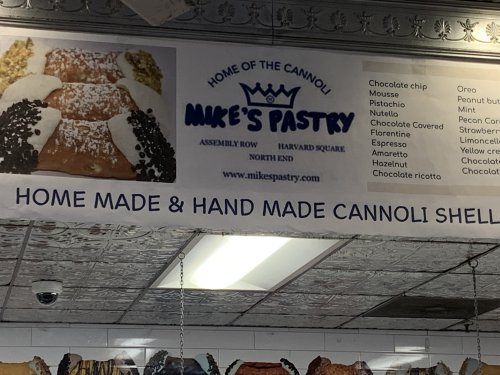 HOME OF THE CANNOLI
MIKE'S PASTRY
ASSEMBLY ROW HARVARD SQUARE
NORTH END
www.mikespastry.com
Chocolate chip
Mousse
Pistachio
Nutella
Chocolate Covered
Florentine
Espresso
Amaretto
Hazelnut
Chocolate ricotta
Oreo
Peanut bu
Mint
Pecan Car
Strawberr
Limoncell
Yellow cre
Chocolat
Chocolat
HOME MADE & HAND MADE CANNOLI SHELL